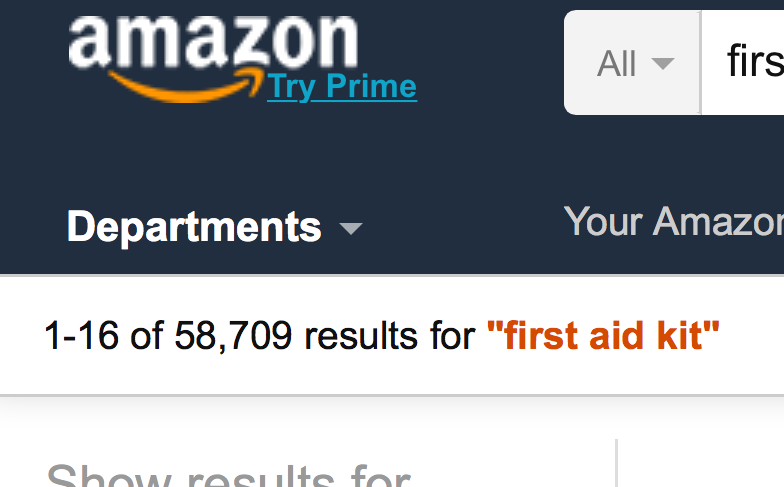 amazon
Try Prime
All
firs
Departments
Your Amazon
1-16 of 58,709 results for "first aid kit"
Show results for